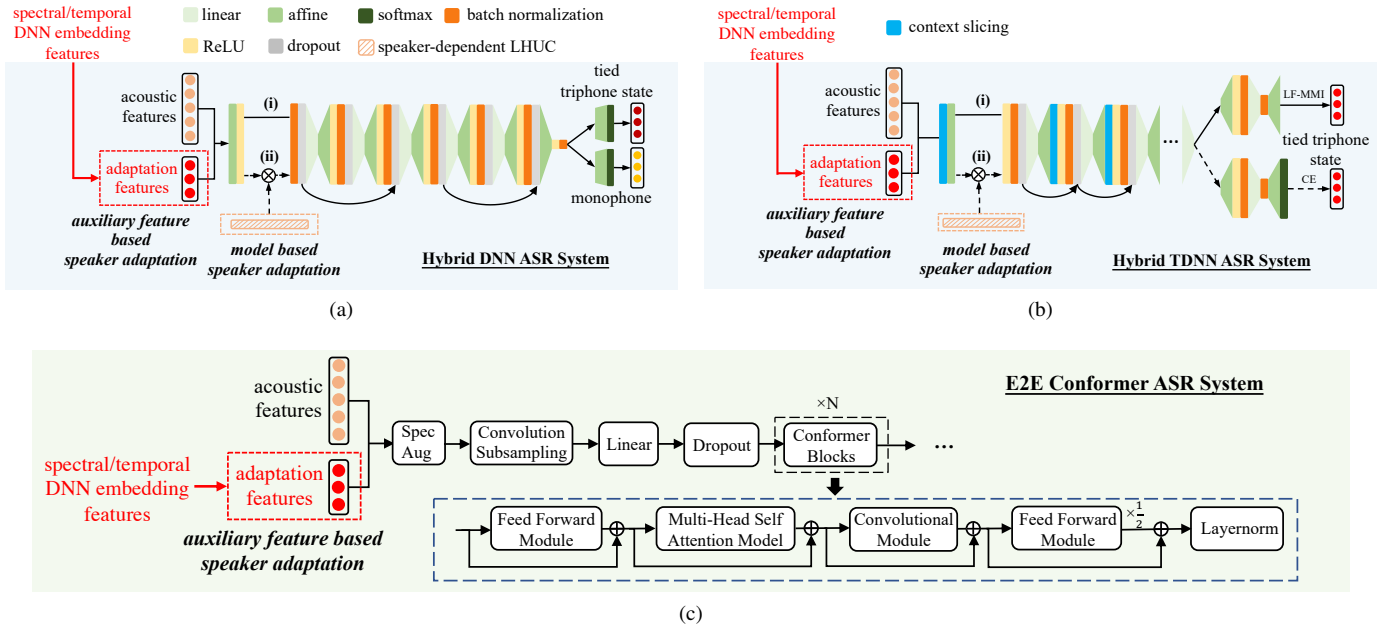 spectral/temporal
DNN embedding
features
linear
affine
softmax
batch normalization
ReLU
dropout
speaker-dependent LHUC
acoustic
features
adaptation
features
auxiliary feature
based
speaker adaptation
(i)
(ii)
model based
speaker adaptation
tied
triphone state
monophone
Hybrid DNN ASR System
(a)
spectral/temporal
DNN embedding
features
context slicing
acoustic
features
adaptation
features
auxiliary feature
based
speaker adaptation
(i)
(ii)
model based
speaker adaptation
...
LF-MMI
tied triphone
state
CE
Hybrid TDNN ASR System
(b)
acoustic
features
spectral/temporal
DNN embedding
features
adaptation
features
auxiliary feature based
speaker adaptation
E2E Conformer ASR System
Spec
Aug
Convolution
Subsampling
Linear
Dropout
×N
Conformer
Blocks
...
Feed Forward
Module
Multi-Head Self
Attention Model
Convolutional
Module
Feed Forward
Module
×1/2
Layernorm
(c)